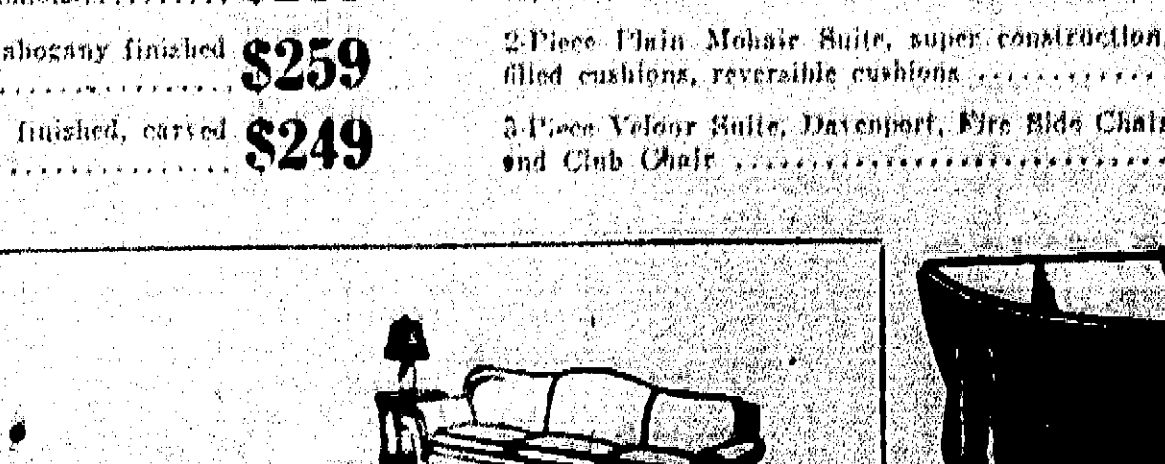 ahogany finished $259
finished, carved $249
2-Piece Plain Mohair Suite, super construction,
filled cushions, reversible cushions
3-Piece Velour Suite, Davenport, Fire Side Chair
and Club Chair